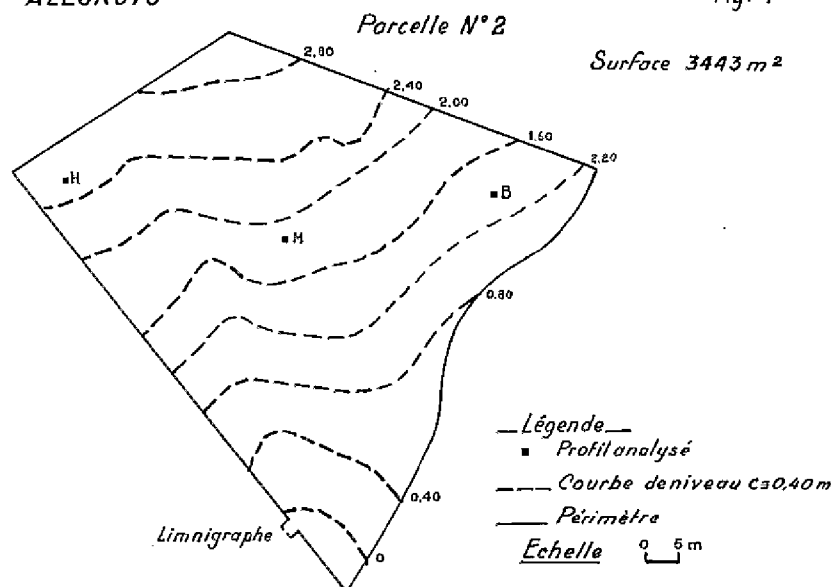 Parcelle N°2
Surface 3443 m²
2,80
2,40
2,00
1,60
2,20
H
B
M
0,80
Légende
Profil analysé
Courbe de niveau C=0,40 m
0,40
Périmètre
Limnigraphe
0
Echelle 0 5 m